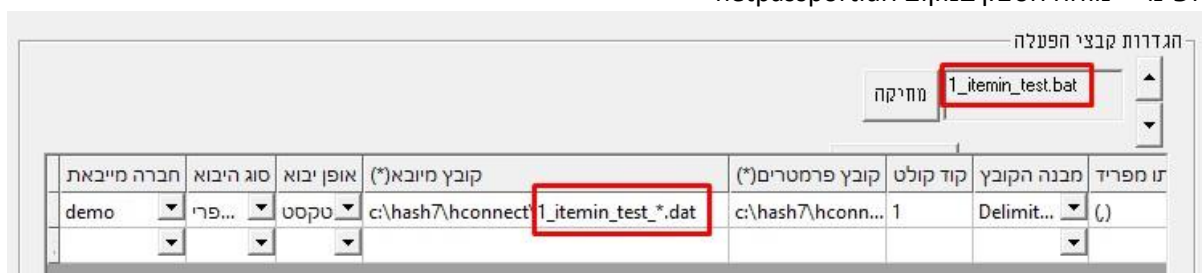 הגדרות קבצי הפעלה
1_itemin_test.bat
מחיקה
תו מפריד מבנה הקובץ קוד קולט קובץ פרמטרים(*) קובץ מיובא(*) אופן יבוא סוג היבוא חברה מייבאת
(,) Delimit... 1 c:\hash7\hconn... c:\hash7\hconnect\1_itemin_test_*.dat טקסט פרי... demo